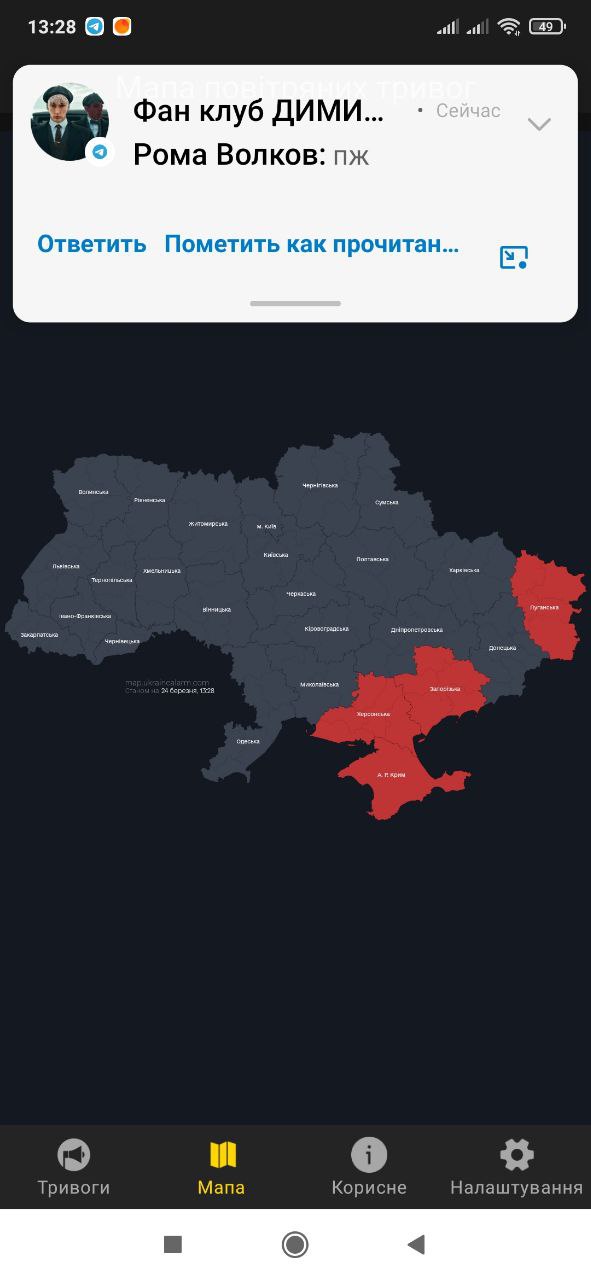 13:28
49
Мапа повітряних тривог
Фан клуб ДИМИ...
• Сейчас
Рома Волков: пж
Ответить
Пометить как прочитан...
Чернігівська
Волинська
Рівненська
Сумська
Житомирська
м. Київ
Київська
Полтавська
Львівська
Хмельницька
Харківська
Тернопільська
Черкаська
Луганська
Вінницька
Івано-Франківська
Кіровоградська
Дніпропетровська
Закарпатська
Чернівецька
Донецька
map.ukrainealarm.com
Станом на 24 березня, 13:28
Миколаївська
Запорізька
Херсонська
Одеська
А. Р. Крим
Тривоги
Мапа
Корисне
Налаштування